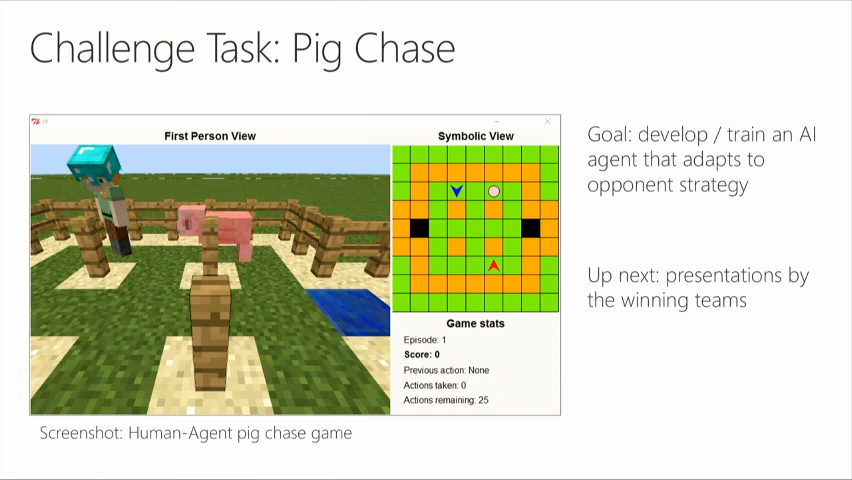 Challenge Task: Pig Chase
First Person View
Symbolic View
Goal: develop / train an AI
agent that adapts to
opponent strategy
Up next: presentations by
the winning teams
Game stats
Episode: 1
Score: 0
Previous action: None
Actions taken: 0
Actions remaining: 25
Screenshot: Human-Agent pig chase game